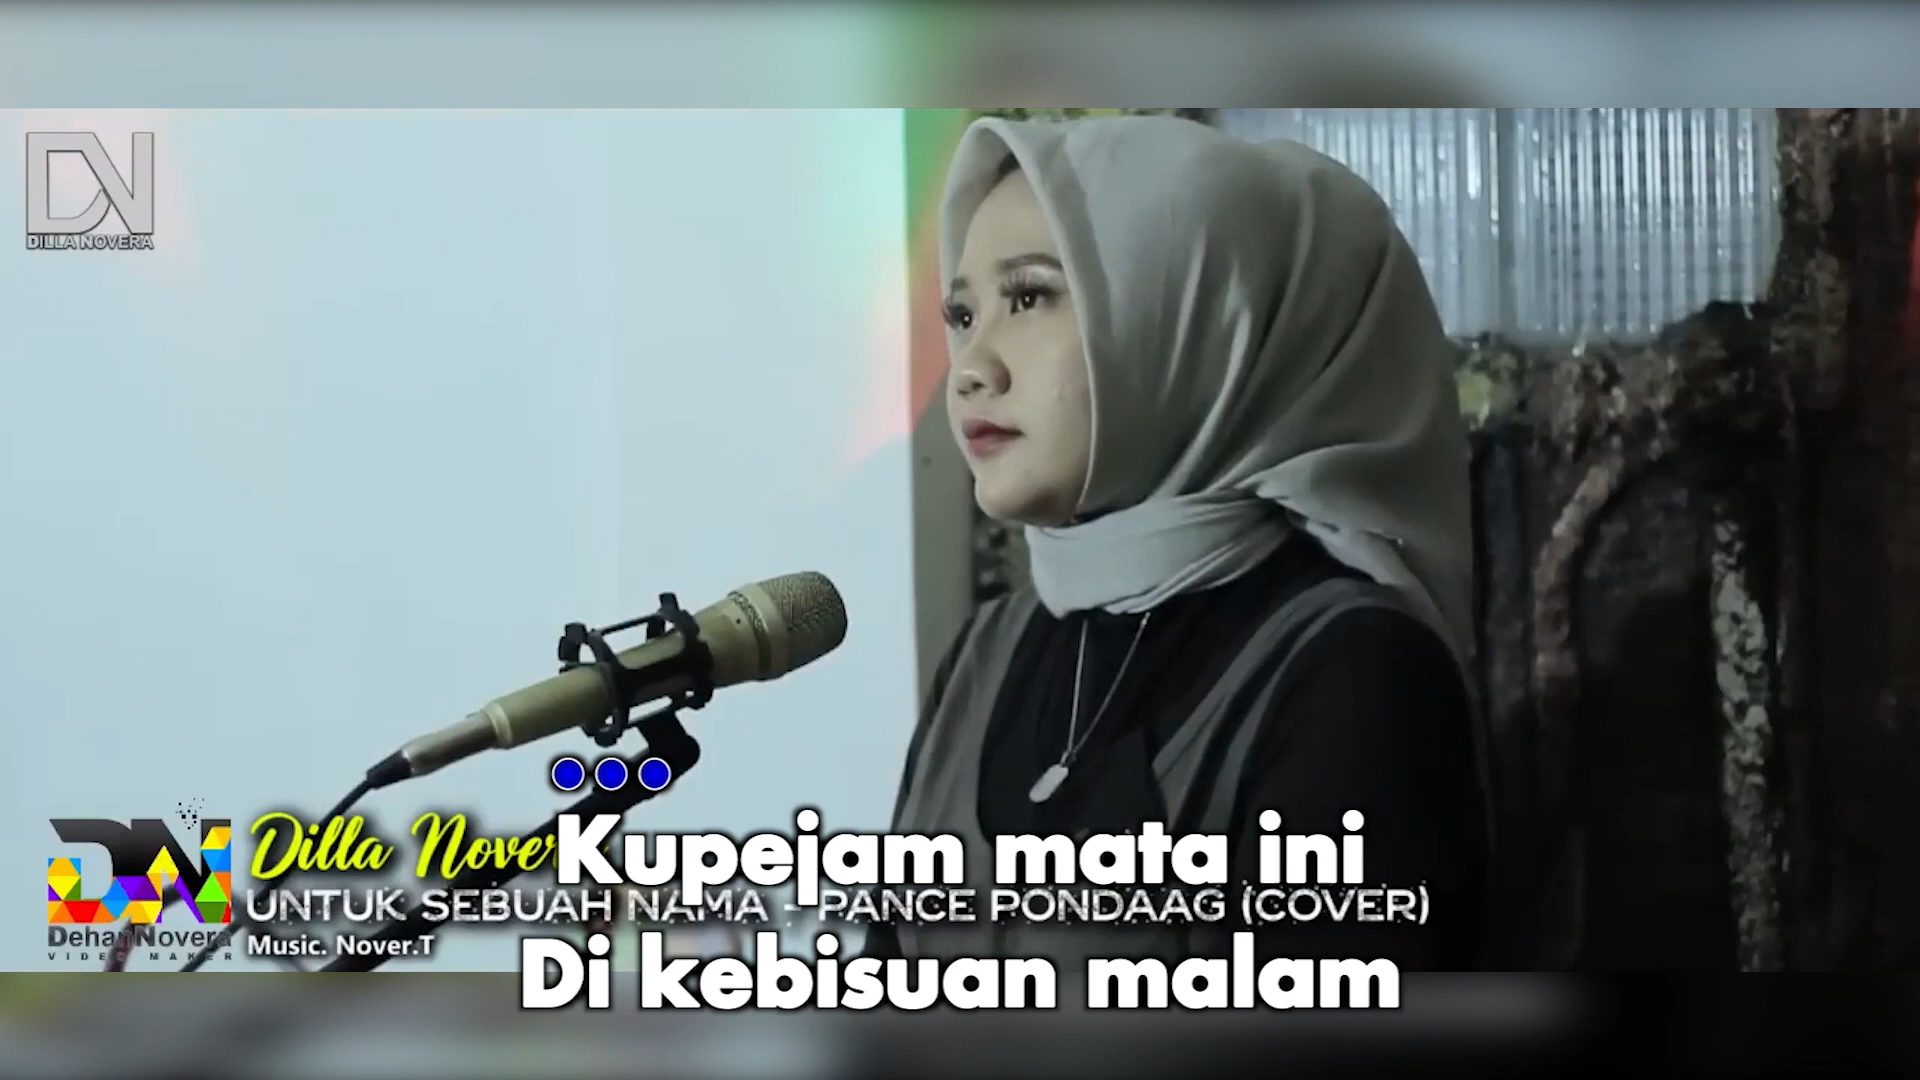 DN
DILLA NOVERA
Dilla Nover
Kupejam mata ini
UNTUK SEBUAH NAMA - PANCE PONDAAG (COVER)
DN
DehanNovera
VIDEO MAKER
Music. Nover.T
Di kebisuan malam